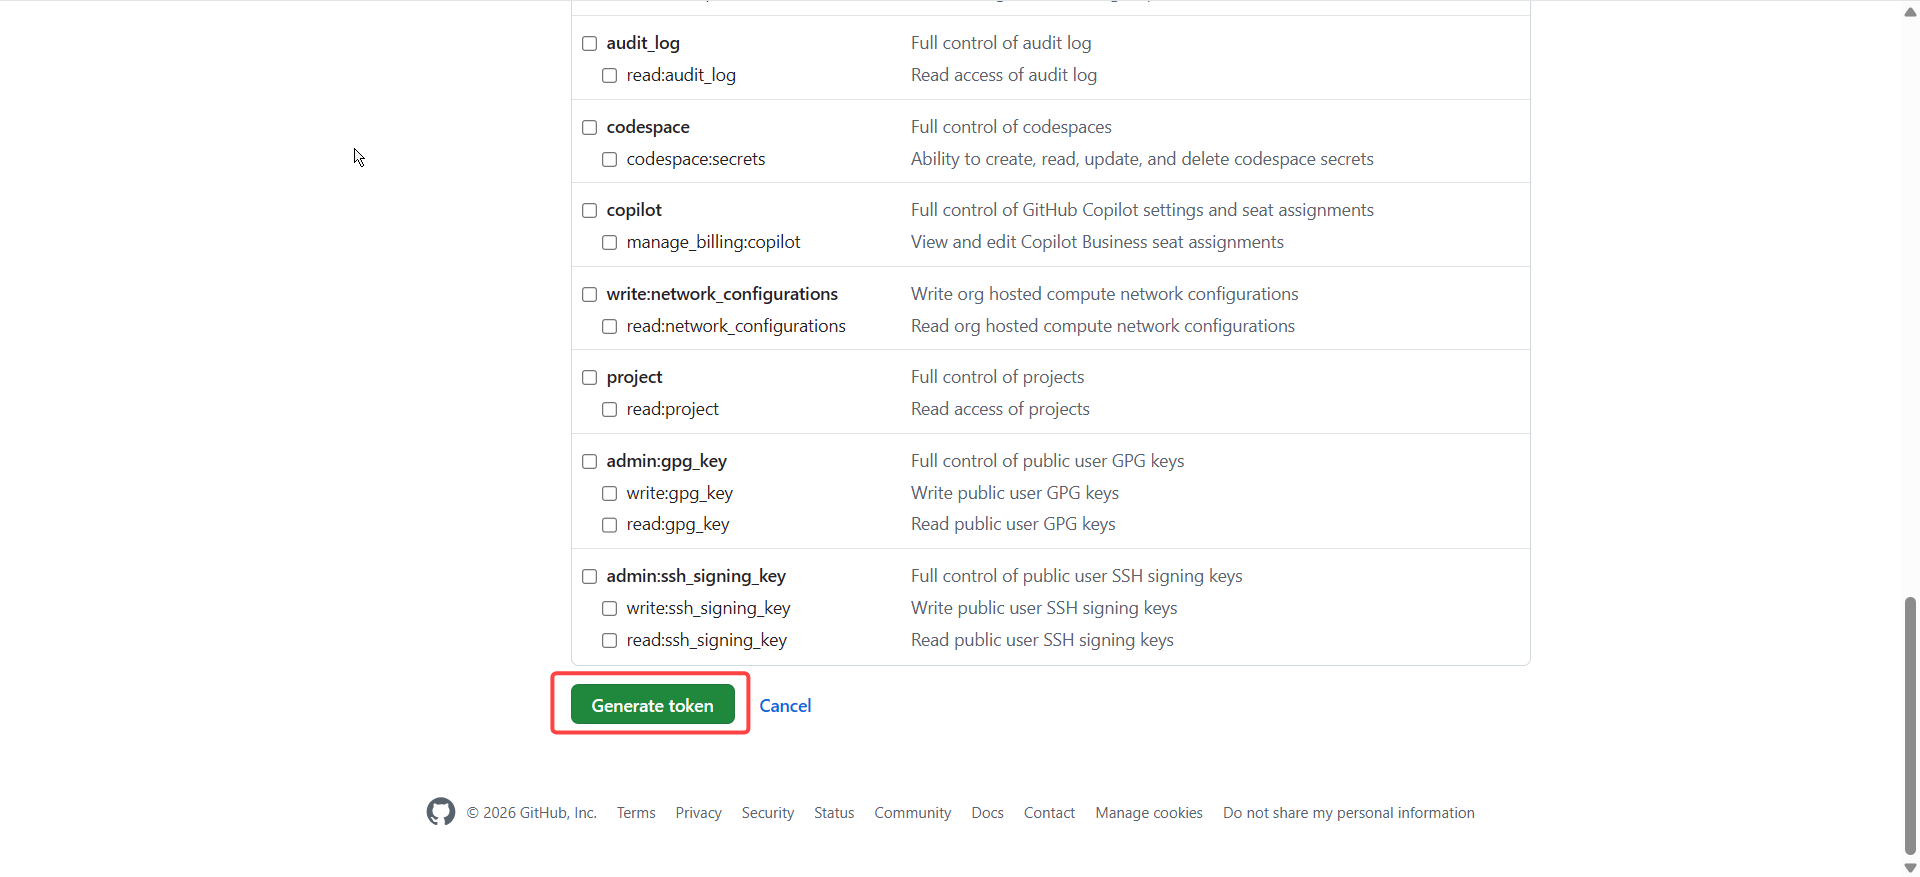 audit_log Full control of audit log
read:audit_log Read access of audit log
codespace Full control of codespaces
codespace:secrets Ability to create, read, update, and delete codespace secrets
copilot Full control of GitHub Copilot settings and seat assignments
manage_billing:copilot View and edit Copilot Business seat assignments
write:network_configurations Write org hosted compute network configurations
read:network_configurations Read org hosted compute network configurations
project Full control of projects
read:project Read access of projects
admin:gpg_key Full control of public user GPG keys
write:gpg_key Write public user GPG keys
read:gpg_key Read public user GPG keys
admin:ssh_signing_key Full control of public user SSH signing keys
write:ssh_signing_key Write public user SSH signing keys
read:ssh_signing_key Read public user SSH signing keys
Generate token Cancel
© 2026 GitHub, Inc. Terms Privacy Security Status Community Docs Contact Manage cookies Do not share my personal information